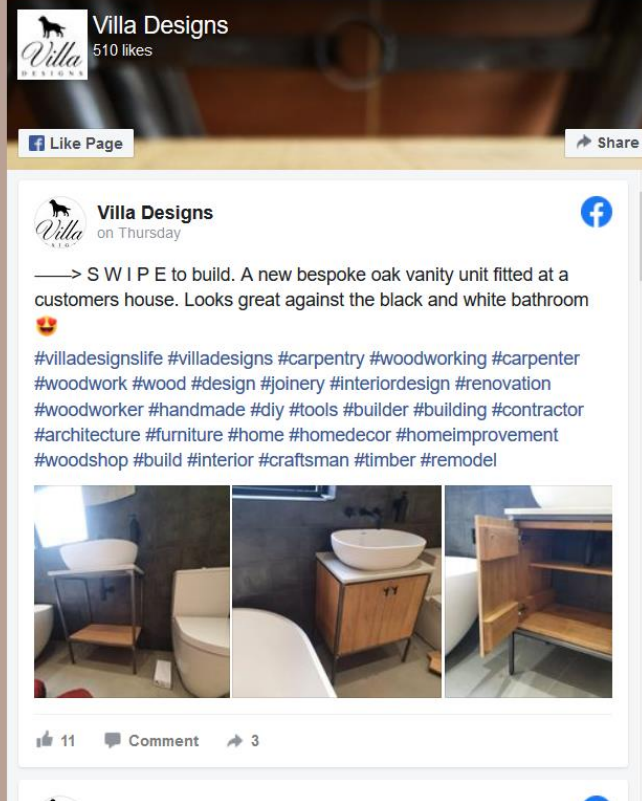 Villa
DESIGNS
Villa Designs
510 likes
Like Page
Share
Villa
Villa Designs
on Thursday
——> S W I P E to build. A new bespoke oak vanity unit fitted at a
customers house. Looks great against the black and white bathroom
😍
#villadesignslife #villadesigns #carpentry #woodworking #carpenter
#woodwork #wood #design #joinery #interiordesign #renovation
#woodworker #handmade #diy #tools #builder #building #contractor
#architecture #furniture #home #homedecor #homeimprovement
#woodshop #build #interior #craftsman #timber #remodel
11
Comment
3